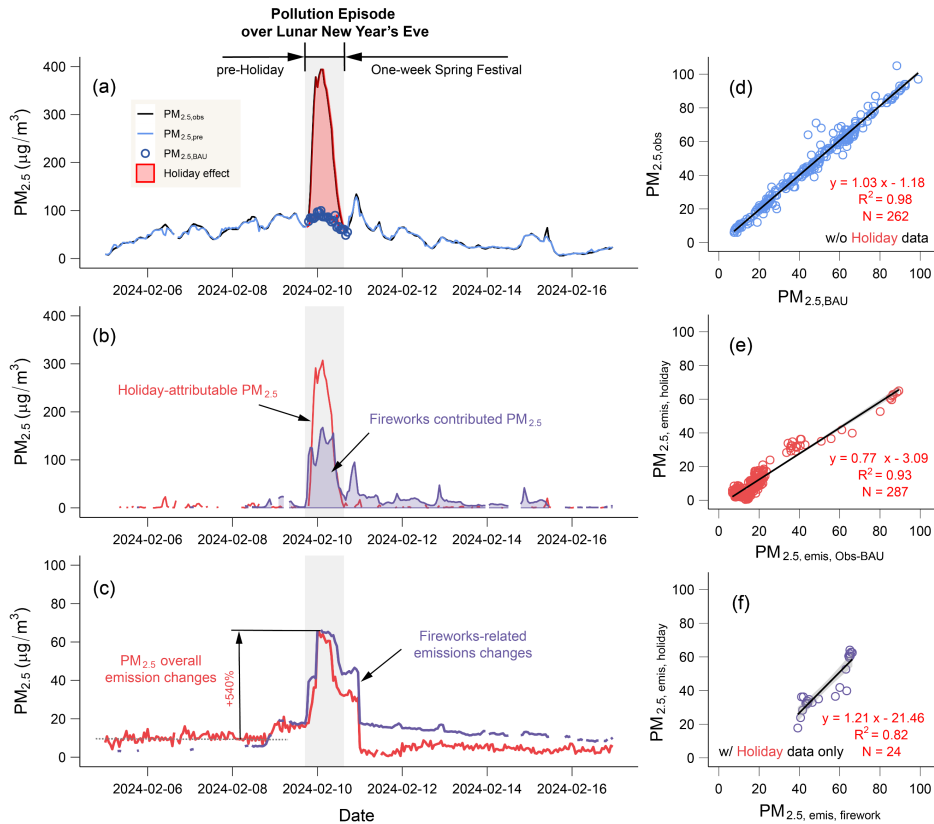 Pollution Episode
over Lunar New Year's Eve
pre-Holiday
One-week Spring Festival
(a)
PM2.5,obs
PM2.5,pre
PM2.5,BAU
Holiday effect
PM2.5 (μg/m3)
400
300
200
100
0
2024-02-06
2024-02-08
2024-02-10
2024-02-12
2024-02-14
2024-02-16
(b)
Holiday-attributable PM2.5
Fireworks contributed PM2.5
PM2.5 (μg/m3)
400
300
200
100
0
2024-02-06
2024-02-08
2024-02-10
2024-02-12
2024-02-14
2024-02-16
(c)
PM2.5 overall
emission changes
+540%
Fireworks-related
emissions changes
PM2.5 (μg/m3)
100
80
60
40
20
0
2024-02-06
2024-02-08
2024-02-10
2024-02-12
2024-02-14
2024-02-16
Date
(d)
PM2.5,obs
100
80
60
40
20
0
y = 1.03 x - 1.18
R2 = 0.98
N = 262
w/o Holiday data
0
20
40
60
80
100
PM2.5,BAU
(e)
PM2.5, emis, holiday
100
80
60
40
20
0
y = 0.77 x - 3.09
R2 = 0.93
N = 287
0
20
40
60
80
100
PM2.5, emis, Obs-BAU
(f)
PM2.5, emis, holiday
100
80
60
40
20
0
y = 1.21 x - 21.46
R2 = 0.82
N = 24
w/ Holiday data only
0
20
40
60
80
100
PM2.5, emis, firework